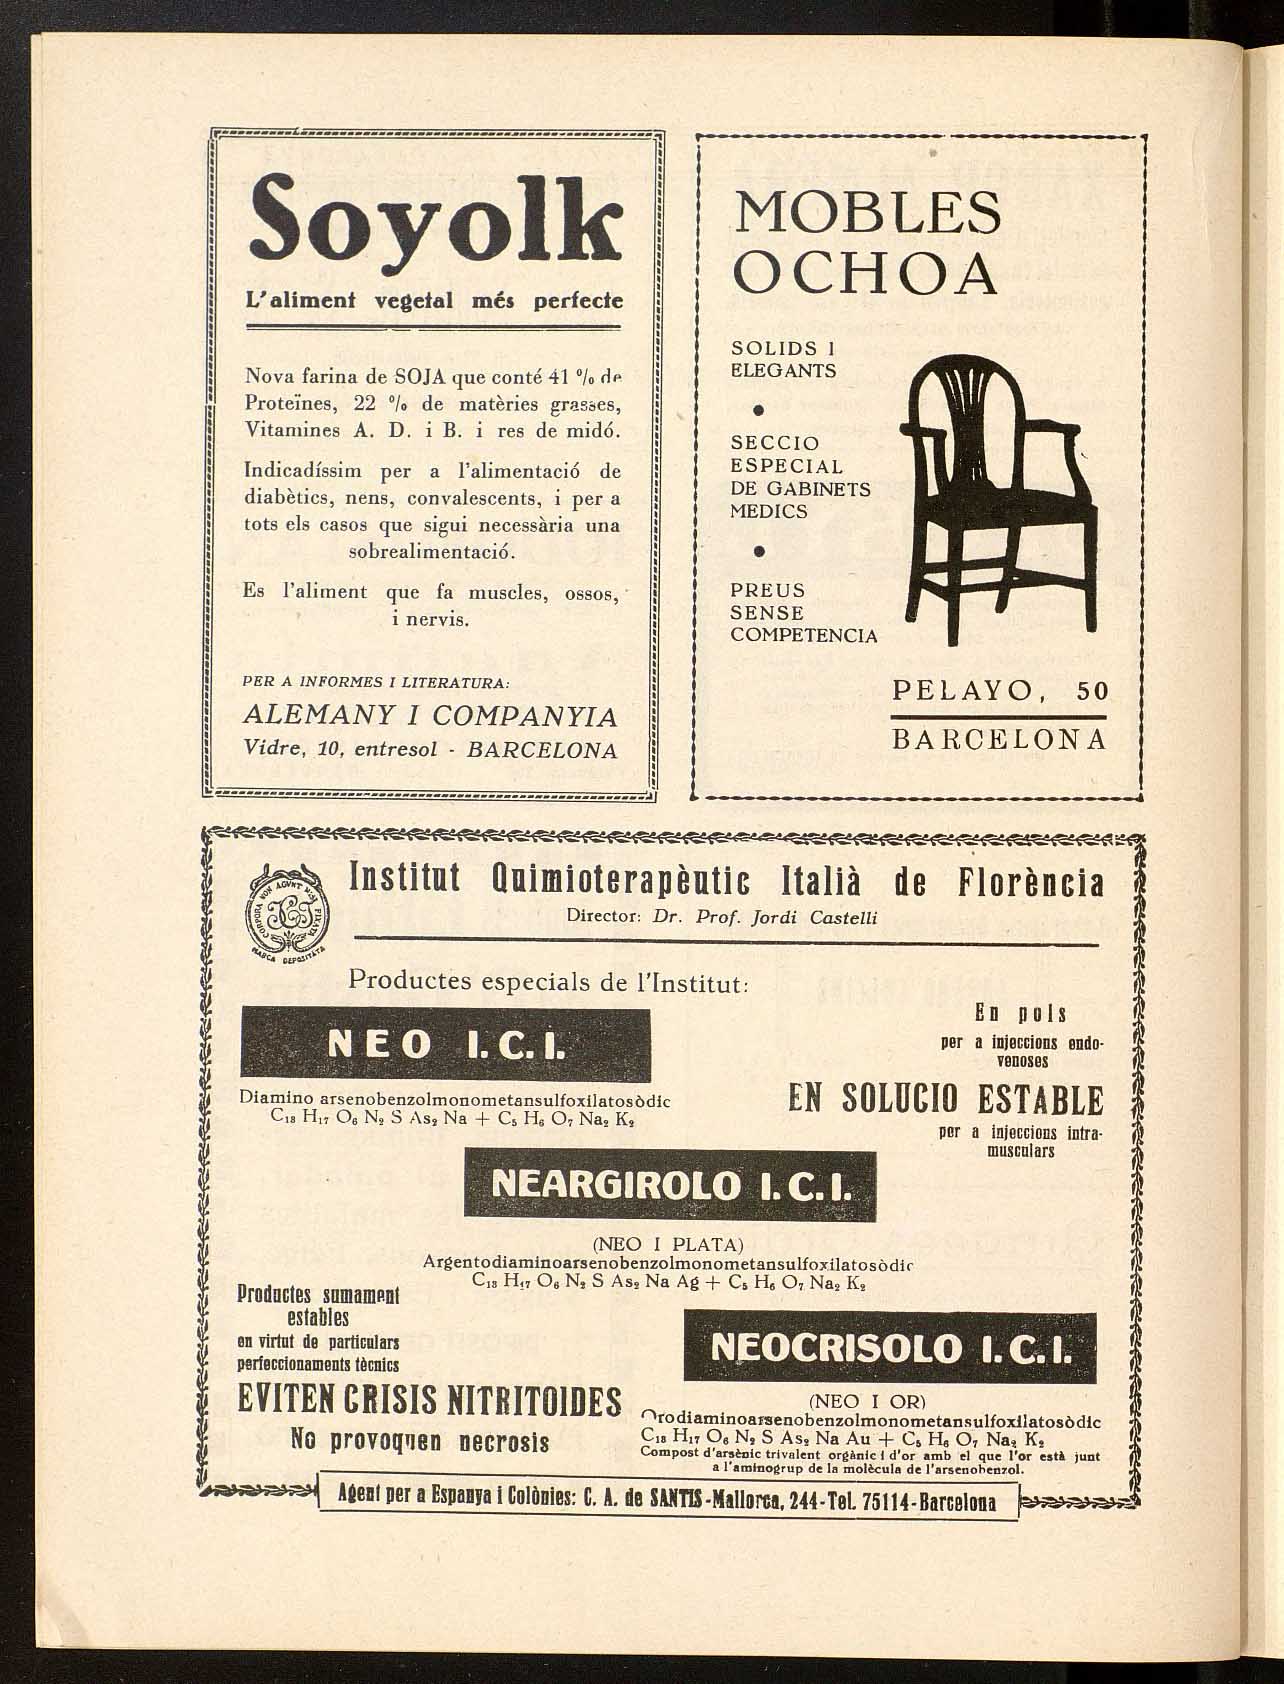 Soyolk
L'aliment vegetal més perfecte
Nova farina de SOJA que conté 41 % de
Proteïnes, 22 % de matèries grasses,
Vitamines A. D. i B. i res de midó.
Indicadíssim per a l'alimentació de
diabètics, nens, convalescents, i per a
tots els casos que sigui necessària una
sobrealimentació.
Es l'aliment que fa muscles, ossos,
i nervis.
PER A INFORMES I LITERATURA:
ALEMANY I COMPANYIA
Vidre, 10, entresol - BARCELONA
MOBLES
OCHOA
SOLIDS I
ELEGANTS
•
SECCIO
ESPECIAL
DE GABINETS
MEDICS
•
PREUS
SENSE
COMPETENCIA
PELAYO, 50
BARCELONA
CORPORA NON AGUNT NISI FIXATA
MARCA DEPOSITATA
Institut Quimioterapèutic Italià de Florència
Director: Dr. Prof. Jordi Castelli
Productes especials de l'Institut:
NEO I.C.I.
Diamino arsenobenzolmonometansulfoxilatosòdic
C₁₈ H₁₇ O₆ N₂ S As₂ Na + C₅ H₆ O₇ Na₂ K₂
En pols
per a injeccions endo-
venoses
EN SOLUCIO ESTABLE
per a injeccions intra-
musculars
NEARGIROLO I.C.I.
(NEO I PLATA)
Argentodiaminoarsenobenzolmonometansulfoxilatosòdic
C₁₈ H₁₇ O₆ N₂ S As₂ Na Ag + C₅ H₆ O₇ Na₂ K₂
Productes sumament
estables
en virtut de particulars
perfeccionaments tècnics
EVITEN CRISIS NITRITOIDES
No provoquen necrosis
NEOCRISOLO I.C.I.
(NEO I OR)
Orodiaminoarsenobenzolmonometansulfoxilatosòdic
C₁₈ H₁₇ O₆ N₂ S As₂ Na Au + C₅ H₆ O₇ Na₂ K₂
Compost d'arsènic trivalent orgànic i d'or amb el que l'or està junt
a l'aminogrup de la molècula de l'arsenobenzol.
Agent per a Espanya i Colònies: C. A. de SANTIS - Mallorca, 244 - Tel. 75114 - Barcelona